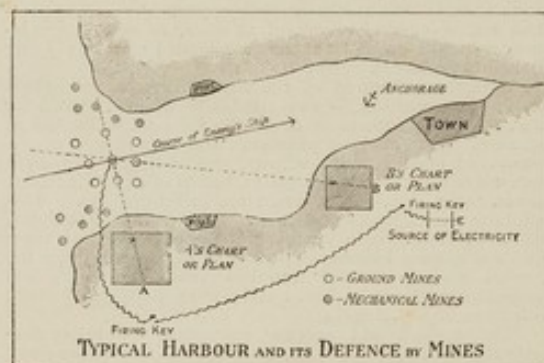 ANCHORAGE
Course of Enemy's Ship
TOWN
B'S CHART
OR PLAN
B
FIRING KEY
E
SOURCE OF ELECTRICITY
A'S CHART
OR PLAN
A
- GROUND MINES
- MECHANICAL MINES
FIRING KEY
TYPICAL HARBOUR AND ITS DEFENCE BY MINES